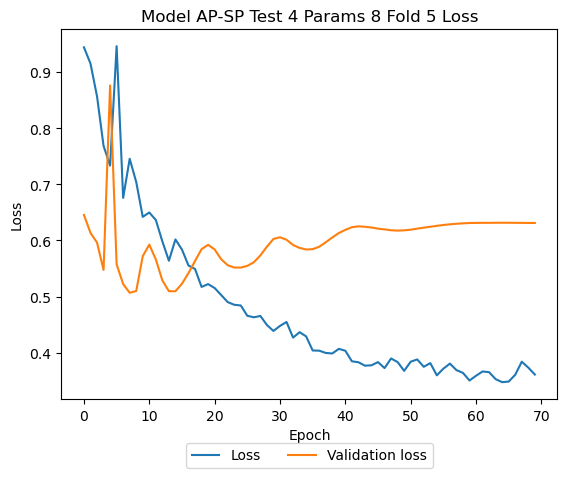 Model AP-SP Test 4 Params 8 Fold 5 Loss
Loss
0.9
0.8
0.7
0.6
0.5
0.4
0 10 20 30 40 50 60 70
Epoch
Loss Validation loss